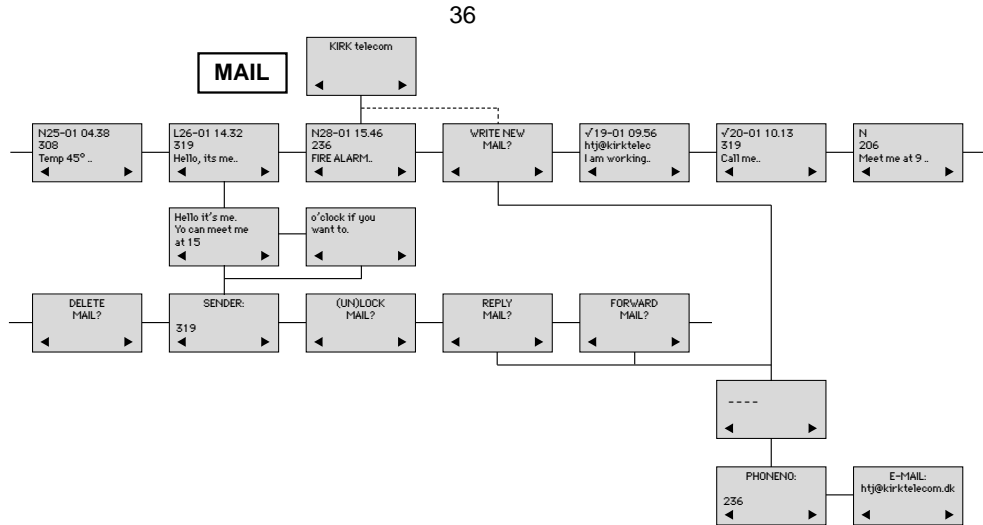 36
KIRK telecom
MAIL
N25-01 04.38
308
Temp 45° ..
L26-01 14.32
319
Hello, its me..
N28-01 15.46
236
FIRE ALARM..
WRITE NEW
MAIL?
√19-01 09.56
htj@kirktelec
I am working..
√20-01 10.13
319
Call me..
N
206
Meet me at 9 ..
Hello it's me.
Yo can meet me
at 15
o'clock if you
want to.
DELETE
MAIL?
SENDER:
319
(UN)LOCK
MAIL?
REPLY
MAIL?
FORWARD
MAIL?
----
PHONENO:
236
E-MAIL:
htj@kirktelecom.dk